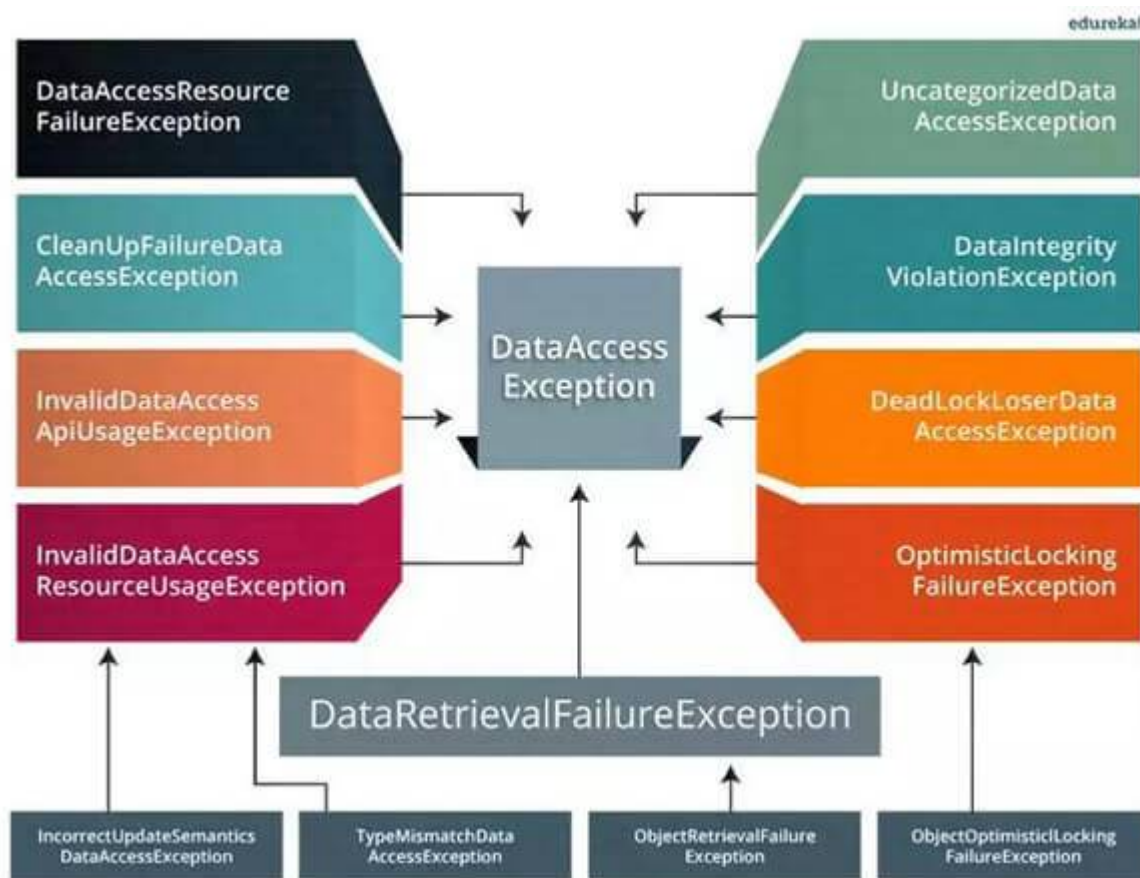 edureka!
DataAccessResource
FailureException
UncategorizedData
AccessException
CleanUpFailureData
AccessException
DataIntegrity
ViolationException
DataAccess
Exception
InvalidDataAccess
ApiUsageException
DeadLockLoserData
AccessException
InvalidDataAccess
ResourceUsageException
OptimisticLocking
FailureException
DataRetrievalFailureException
IncorrectUpdateSemantics
DataAccessException
TypeMismatchData
AccessException
ObjectRetrievalFailure
Exception
ObjectOptimisticlLocking
FailureException